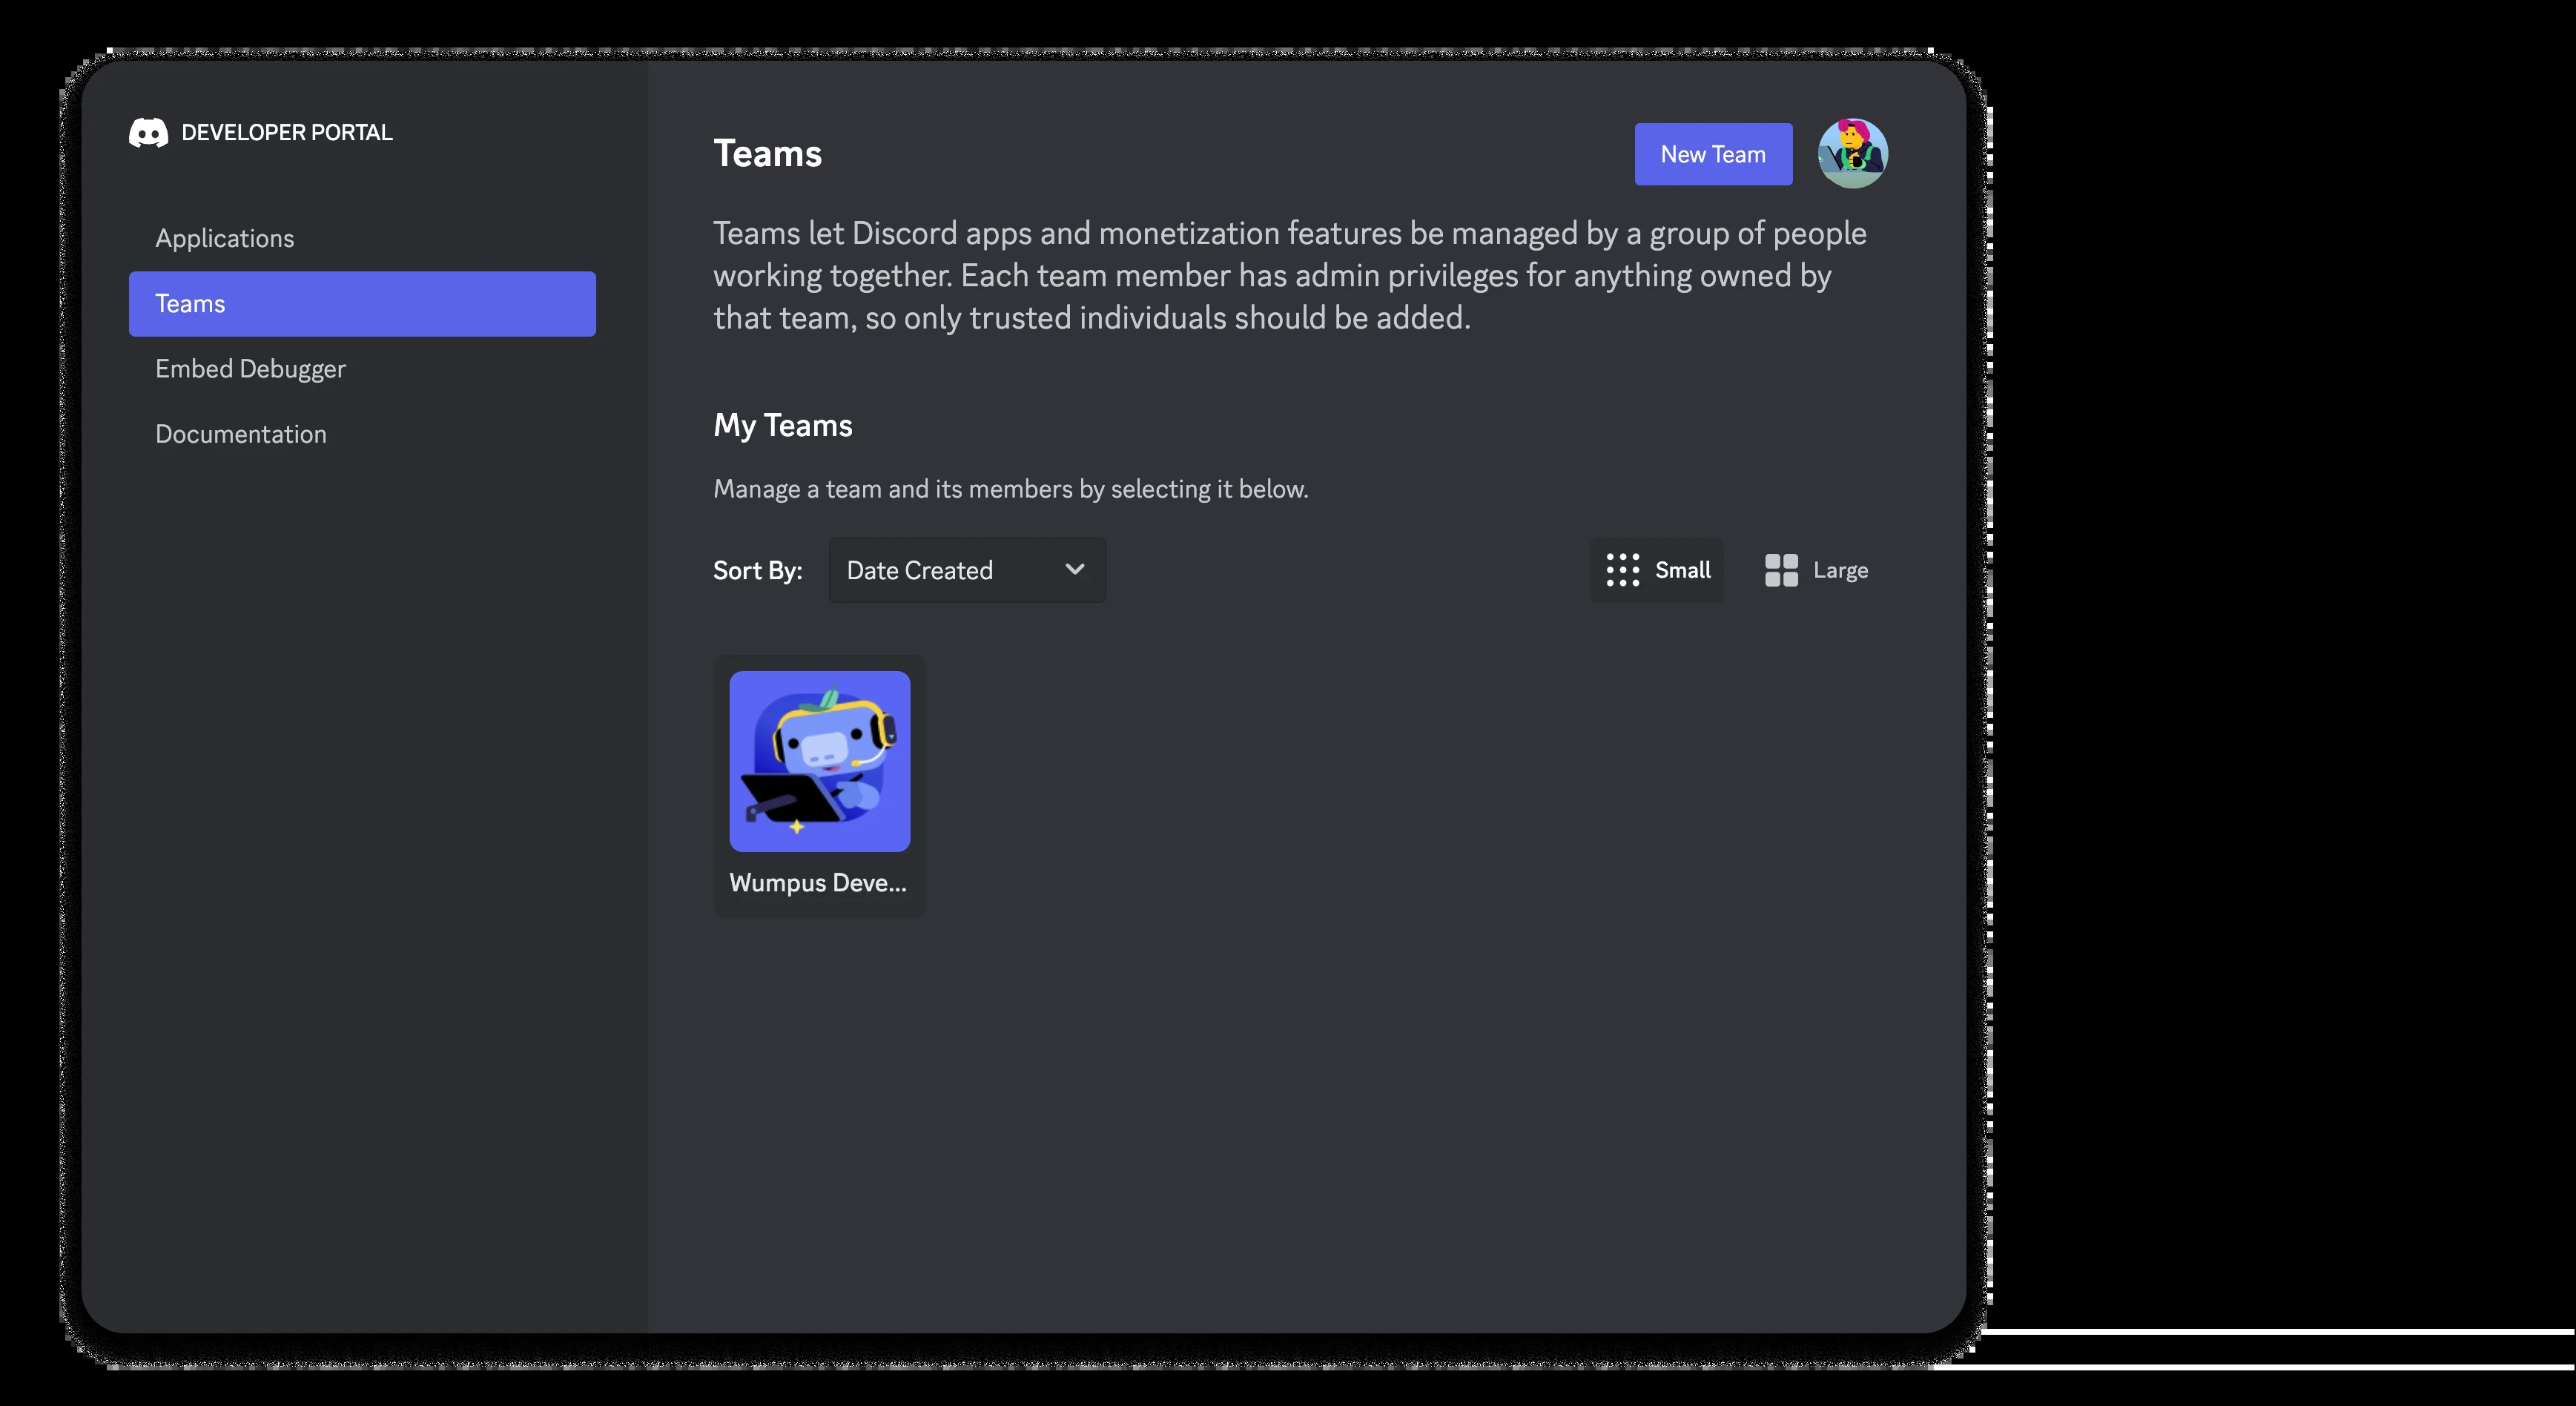 DEVELOPER PORTAL
Applications
Teams
Embed Debugger
Documentation
Teams
New Team
Teams let Discord apps and monetization features be managed by a group of people
working together. Each team member has admin privileges for anything owned by
that team, so only trusted individuals should be added.
My Teams
Manage a team and its members by selecting it below.
Sort By:
Date Created
Small
Large
Wumpus Deve...